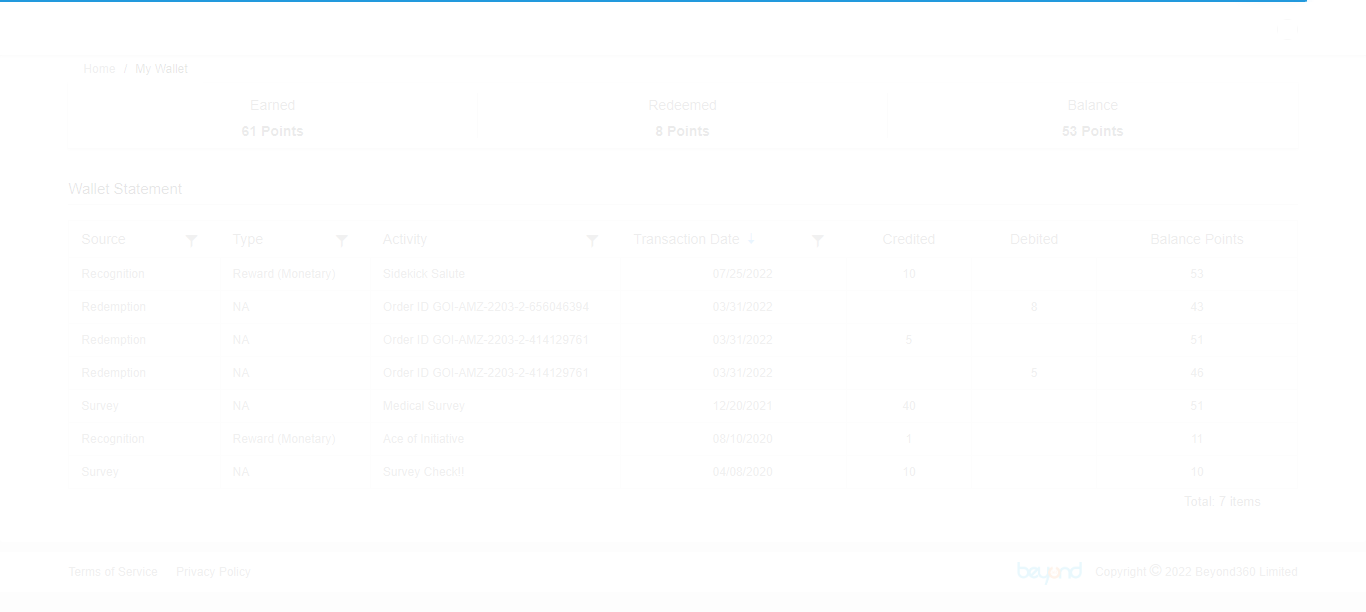 Home / My Wallet
Earned Redeemed Balance
61 Points 8 Points 53 Points
Wallet Statement
Source Type Activity Transaction Date ↓ Credited Debited Balance Points
Recognition Reward (Monetary) Sidekick Salute 07/25/2022 10 53
Redemption NA Order ID GOI-AMZ-2203-2-656046394 03/31/2022 8 43
Redemption NA Order ID GOI-AMZ-2203-2-414129761 03/31/2022 5 51
Redemption NA Order ID GOI-AMZ-2203-2-414129761 03/31/2022 5 46
Survey NA Medical Survey 12/20/2021 40 51
Recognition Reward (Monetary) Ace of Initiative 08/10/2020 1 11
Survey NA Survey Check!! 04/08/2020 10 10
Total: 7 items
Terms of Service Privacy Policy beyond Copyright © 2022 Beyond360 Limited